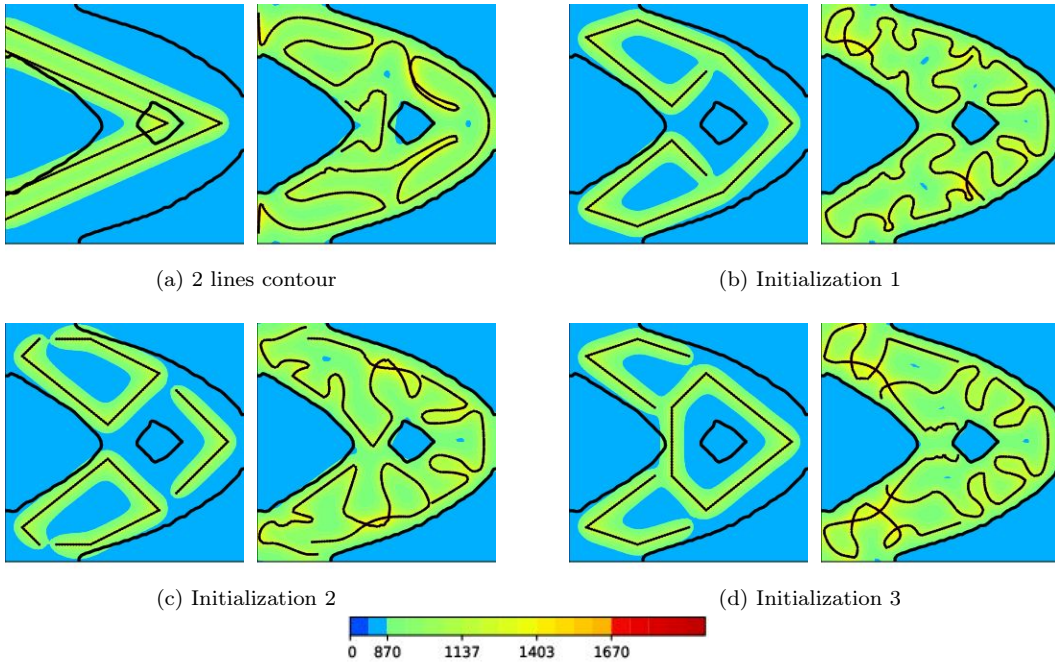 (a) 2 lines contour
(b) Initialization 1
(c) Initialization 2
(d) Initialization 3
0 870 1137 1403 1670